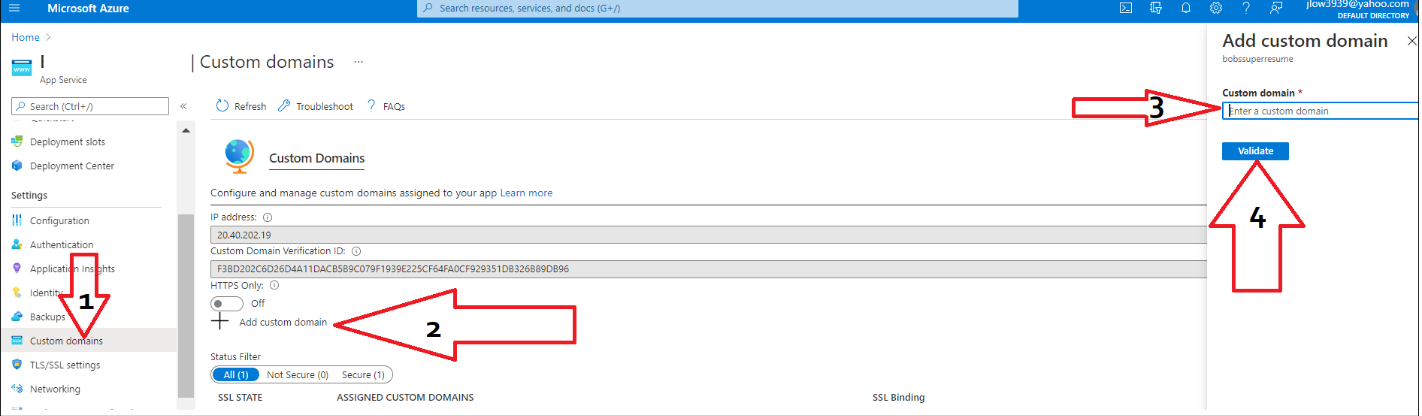 Microsoft Azure
Search resources, services, and docs (G+/)
jlow3939@yahoo.com
DEFAULT DIRECTORY
Home >
App Service
| Custom domains ...
Search (Ctrl+/)
«
Deployment slots
Deployment Center
Settings
Configuration
Authentication
Application Insights
Identity
Backups
Custom domains
TLS/SSL settings
Networking
1
Refresh
Troubleshoot
? FAQs
Custom Domains
Configure and manage custom domains assigned to your app Learn more
IP address:
20.40.202.19
Custom Domain Verification ID:
F3BD202C6D26D4A11DACB5B9C079F1939E225CF64FA0CF929351DB326B89DB96
HTTPS Only:
Off
+ Add custom domain
2
Status Filter
All (1) Not Secure (0) Secure (1)
SSL STATE ASSIGNED CUSTOM DOMAINS SSL Binding
Add custom domain
bobssuperresume
Custom domain *
3
Enter a custom domain
Validate
4